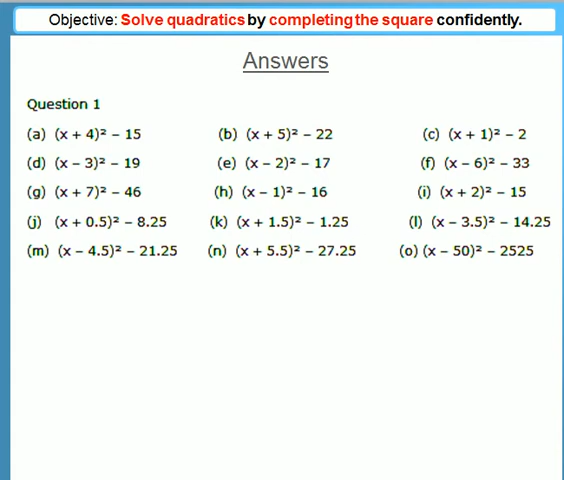 Objective: Solve quadratics by completing the square confidently.
Answers
Question 1
(a) (x + 4)² – 15 (b) (x + 5)² – 22 (c) (x + 1)² – 2
(d) (x – 3)² – 19 (e) (x – 2)² – 17 (f) (x – 6)² – 33
(g) (x + 7)² – 46 (h) (x – 1)² – 16 (i) (x + 2)² – 15
(j) (x + 0.5)² – 8.25 (k) (x + 1.5)² – 1.25 (l) (x – 3.5)² – 14.25
(m) (x – 4.5)² – 21.25 (n) (x + 5.5)² – 27.25 (o) (x – 50)² – 2525